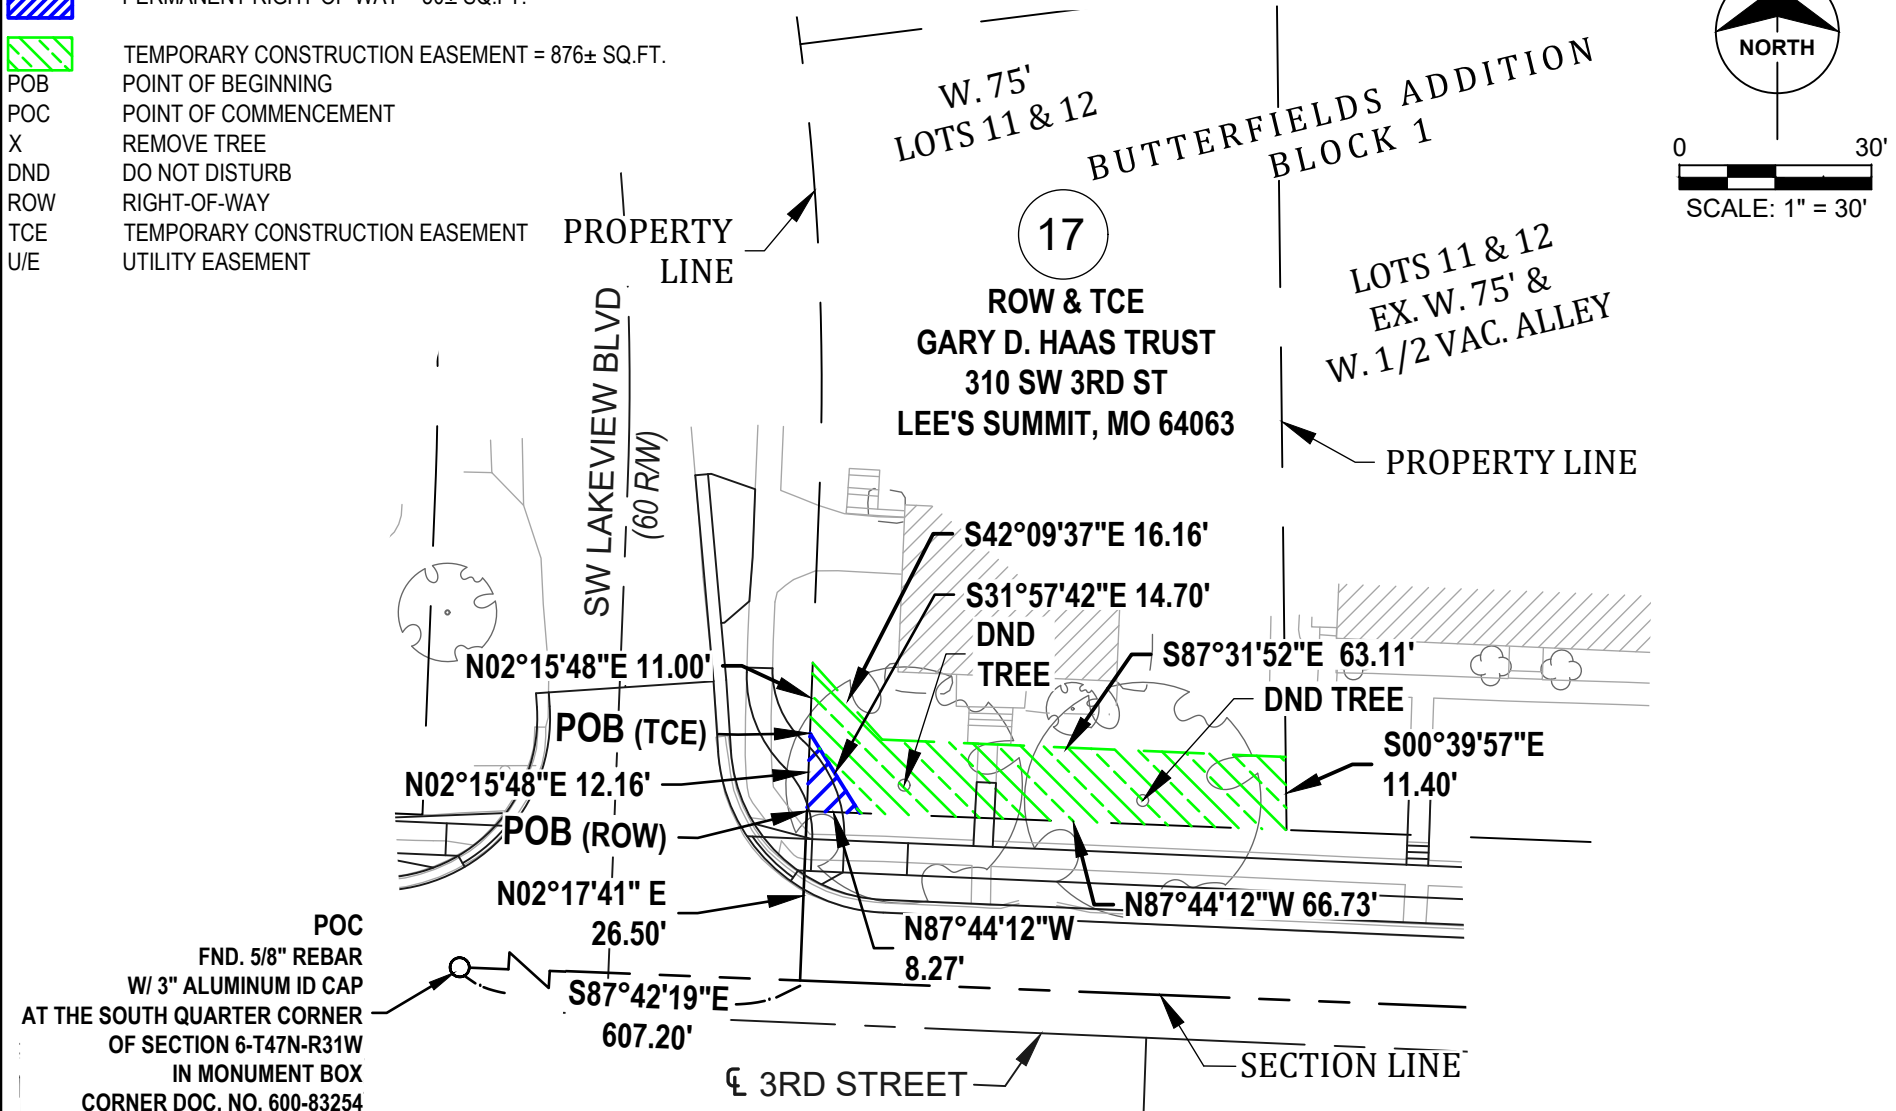 PERMANENT RIGHT-OF-WAY
SQ.FT.
TEMPORARY CONSTRUCTION EASEMENT = 876± SQ.FT.
POB POINT OF BEGINNING
POC POINT OF COMMENCEMENT
X REMOVE TREE
DND DO NOT DISTURB
ROW RIGHT-OF-WAY
TCE TEMPORARY CONSTRUCTION EASEMENT
U/E UTILITY EASEMENT
NORTH
0 30'
SCALE: 1" = 30'
W. 75'
LOTS 11 & 12
BUTTERFIELDS ADDITION
BLOCK 1
PROPERTY
LINE
17
ROW & TCE
GARY D. HAAS TRUST
310 SW 3RD ST
LEE'S SUMMIT, MO 64063
LOTS 11 & 12
EX. W. 75' &
W. 1/2 VAC. ALLEY
PROPERTY LINE
SW LAKEVIEW BLVD
(60 R/W)
S42°09'37"E 16.16'
S31°57'42"E 14.70'
DND
TREE
S87°31'52"E 63.11'
DND TREE
S00°39'57"E
11.40'
N02°15'48"E 11.00'
POB (TCE)
N02°15'48"E 12.16'
POB (ROW)
N02°17'41" E
26.50'
N87°44'12"W
8.27'
N87°44'12"W 66.73'
POC
FND. 5/8" REBAR
W/ 3" ALUMINUM ID CAP
AT THE SOUTH QUARTER CORNER
OF SECTION 6-T47N-R31W
IN MONUMENT BOX
CORNER DOC. NO. 600-83254
S87°42'19"E
607.20'
SECTION LINE
℄ 3RD STREET